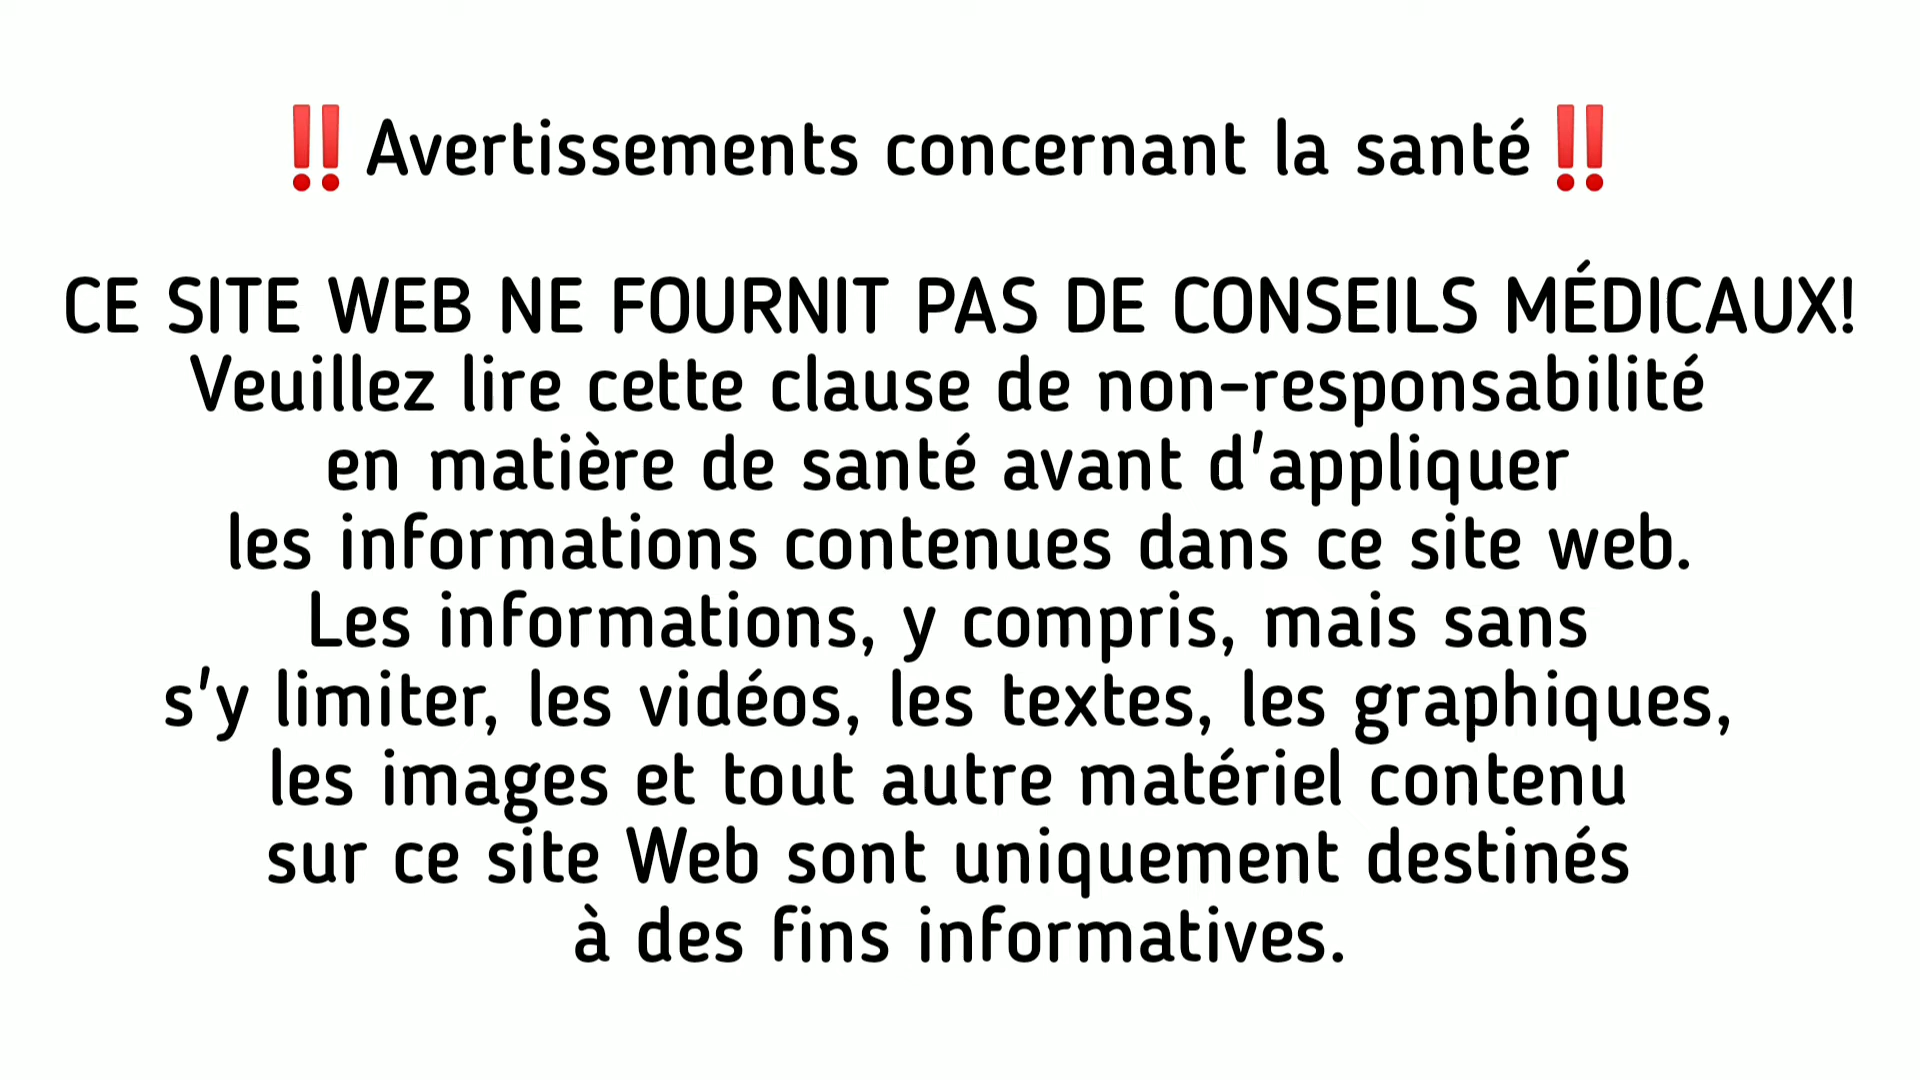 ‼️Avertissements concernant la santé‼️
CE SITE WEB NE FOURNIT PAS DE CONSEILS MÉDICAUX!
Veuillez lire cette clause de non-responsabilité
en matière de santé avant d'appliquer
les informations contenues dans ce site web.
Les informations, y compris, mais sans
s'y limiter, les vidéos, les textes, les graphiques,
les images et tout autre matériel contenu
sur ce site Web sont uniquement destinés
à des fins informatives.